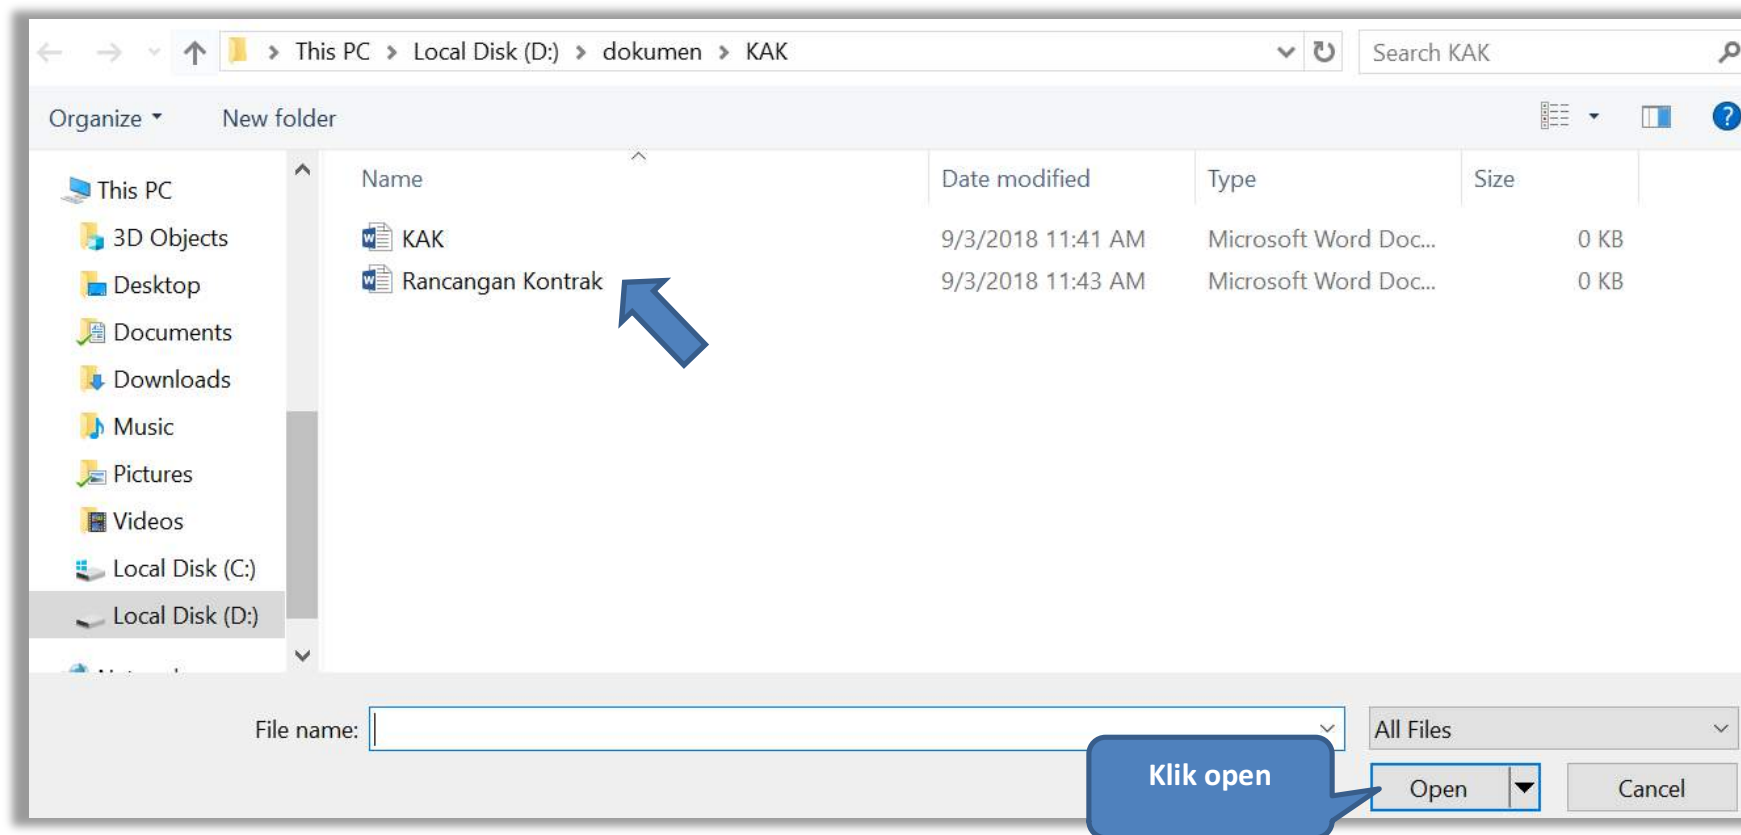 This PC > Local Disk (D:) > dokumen > KAK
Search KAK
Organize
New folder
Name
Date modified
Type
Size
This PC
3D Objects
Desktop
Documents
Downloads
Music
Pictures
Videos
Local Disk (C:)
Local Disk (D:)
KAK 9/3/2018 11:41 AM Microsoft Word Doc... 0 KB
Rancangan Kontrak 9/3/2018 11:43 AM Microsoft Word Doc... 0 KB
File name:
All Files
Klik open
Open
Cancel